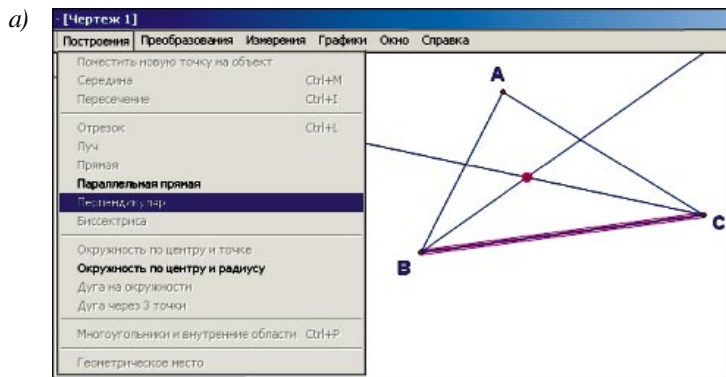 а)
- [Чертеж 1]
Построения Преобразования Измерения Графики Окно Справка
Поместить новую точку на объект
Середина Ctrl+M
Пересечение Ctrl+I
Отрезок Ctrl+L
Луч
Прямая
Параллельная прямая
Перпендикуляр
Биссектриса
Окружность по центру и точке
Окружность по центру и радиусу
Дуга на окружности
Дуга через 3 точки
Многоугольники и внутренние области Ctrl+P
Геометрическое место
A
B
C